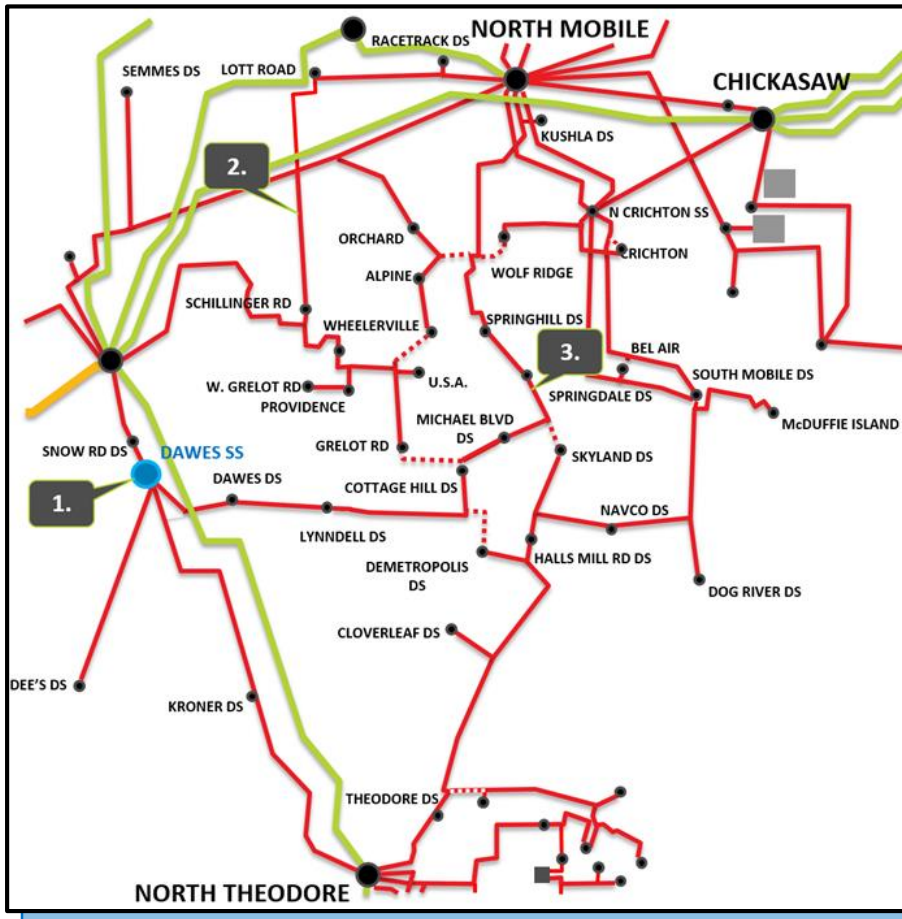 NORTH MOBILE
RACETRACK DS
SEMMES DS
LOTT ROAD
CHICKASAW
KUSHLA DS
2.
N CRICHTON SS
ORCHARD
CRICHTON
WOLF RIDGE
ALPINE
SCHILLINGER RD
SPRINGHILL DS
WHEELERVILLE
3.
BEL AIR
U.S.A.
SOUTH MOBILE DS
W. GRELOT RD
SPRINGDALE DS
PROVIDENCE
McDUFFIE ISLAND
MICHAEL BLVD
DS
GRELOT RD
SNOW RD DS
DAWES SS
SKYLAND DS
DAWES DS
COTTAGE HILL DS
1.
NAVCO DS
LYNNDELL DS
HALLS MILL RD DS
DEMETROPOLIS
DS
DOG RIVER DS
CLOVERLEAF DS
DEE'S DS
KRONER DS
THEODORE DS
NORTH THEODORE